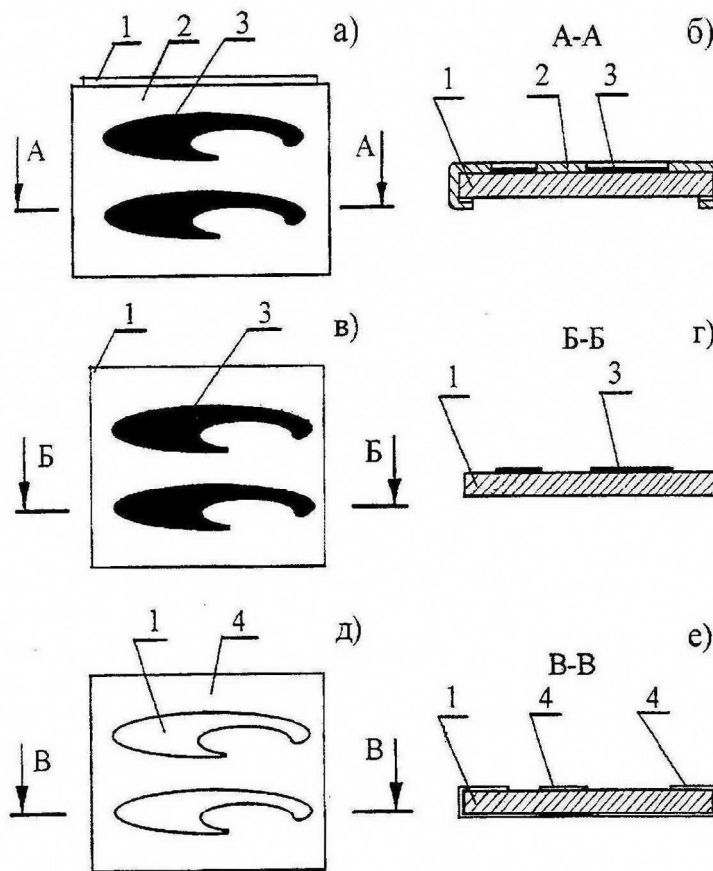 1 2 3 а)
А А
А-А б)
1 2 3
1 3 в)
Б Б
Б-Б г)
1 3
1 4 д)
В В
В-В е)
1 4 4